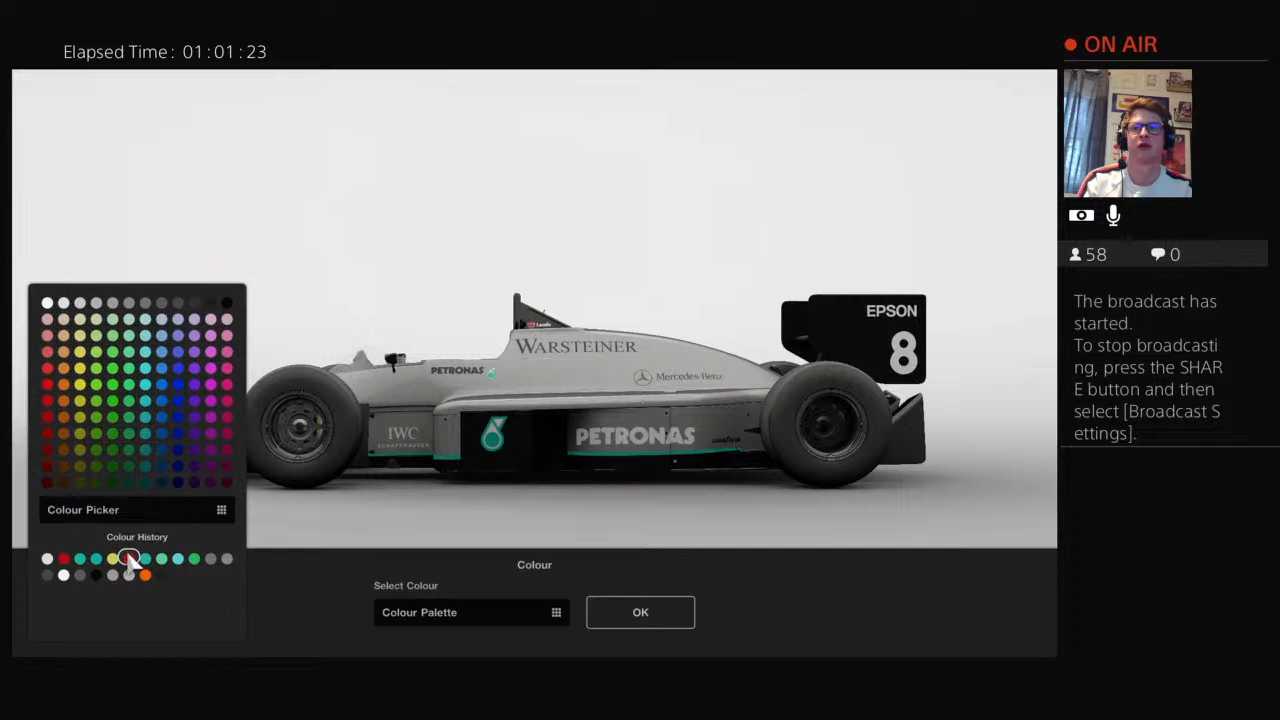 Elapsed Time: 01:01:23
ON AIR
58
0
The broadcast has
started.
To stop broadcasti
ng, press the SHAR
E button and then
select [Broadcast S
ettings].
EPSON
8
WARSTEINER
PETRONAS
Mercedes-Benz
IWC
SCHAFFHAUSEN
PETRONAS
Colour Picker
Colour History
Colour
Select Colour
Colour Palette
OK